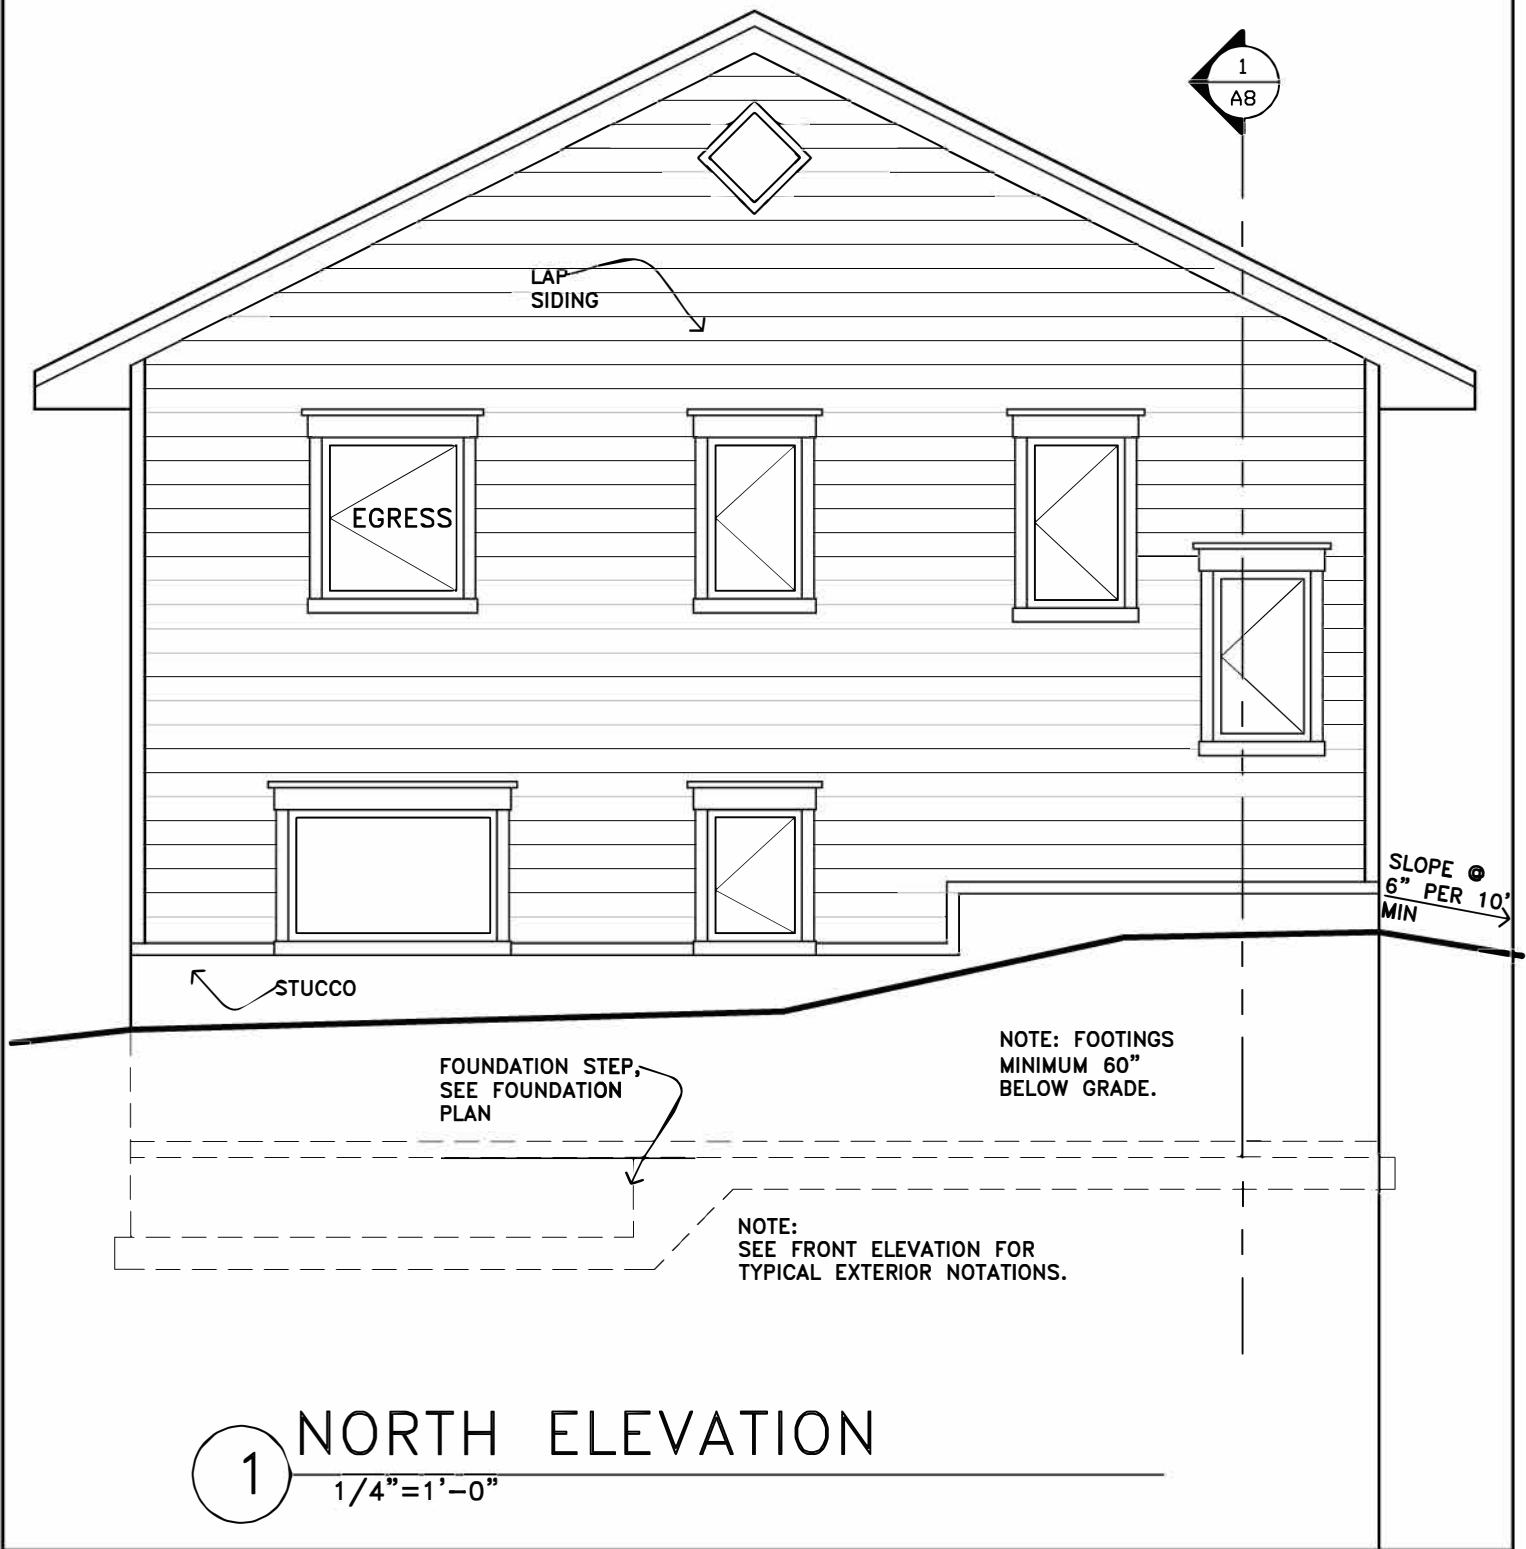 1
A8
LAP
SIDING
EGRESS
SLOPE @
6" PER 10'
MIN
STUCCO
NOTE: FOOTINGS
MINIMUM 60"
BELOW GRADE.
FOUNDATION STEP,
SEE FOUNDATION
PLAN
NOTE:
SEE FRONT ELEVATION FOR
TYPICAL EXTERIOR NOTATIONS.
1 NORTH ELEVATION
1/4"=1'-0"